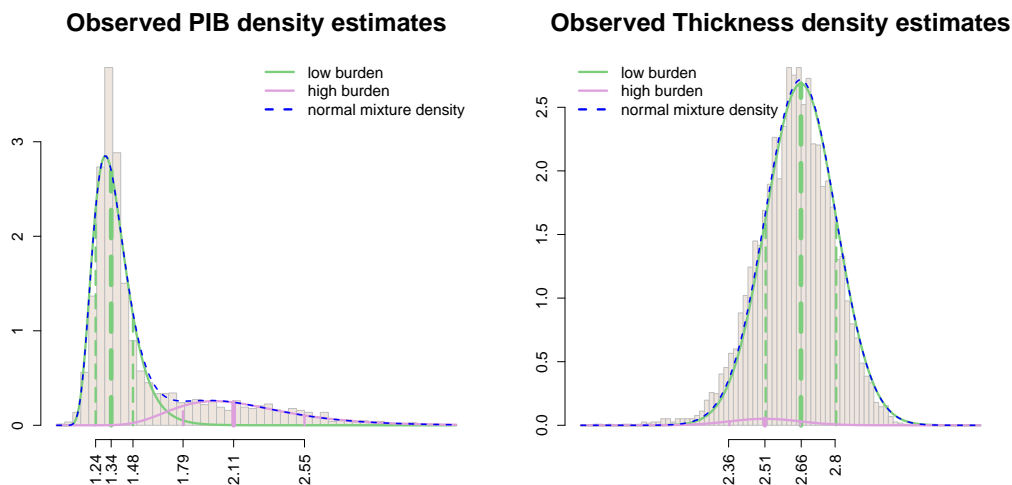 Observed PIB density estimates
low burden
high burden
normal mixture density
3
2
1
0
1.24
1.34
1.48
1.79
2.11
2.55
Observed Thickness density estimates
low burden
high burden
normal mixture density
2.5
2.0
1.5
1.0
0.5
0.0
2.36
2.51
2.66
2.8